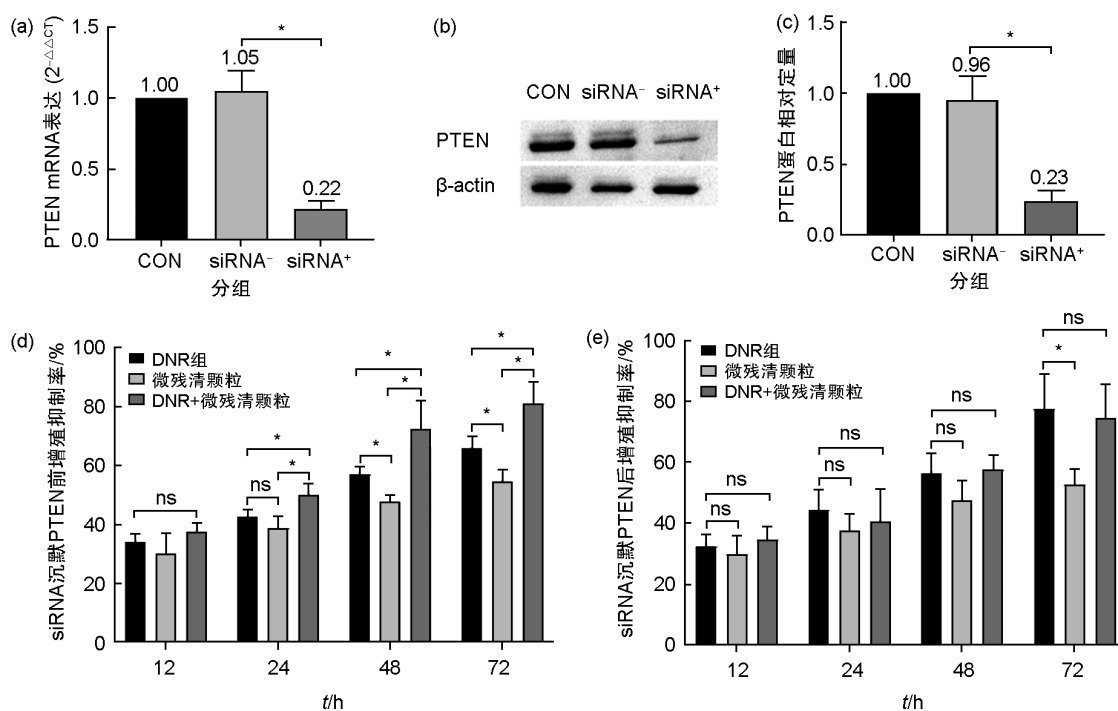 (a)
PTEN mRNA表达 (2⁻△△CT)
1.5
1.0
0.5
0.0
*
1.00
1.05
0.22
CON
siRNA⁻
siRNA⁺
分组
(b)
CON siRNA⁻ siRNA⁺
PTEN
β-actin
(c)
PTEN蛋白相对定量
1.5
1.0
0.5
0.0
*
1.00
0.96
0.23
CON
siRNA⁻
siRNA⁺
分组
(d)
siRNA沉默PTEN前增殖抑制率/%
100
80
60
40
20
0
DNR组
微残清颗粒
DNR+微残清颗粒
ns
*
ns
*
*
*
*
*
*
*
12
24
48
72
t/h
(e)
siRNA沉默PTEN后增殖抑制率/%
100
80
60
40
20
0
DNR组
微残清颗粒
DNR+微残清颗粒
ns
ns
ns
ns
ns
ns
ns
*
12
24
48
72
t/h